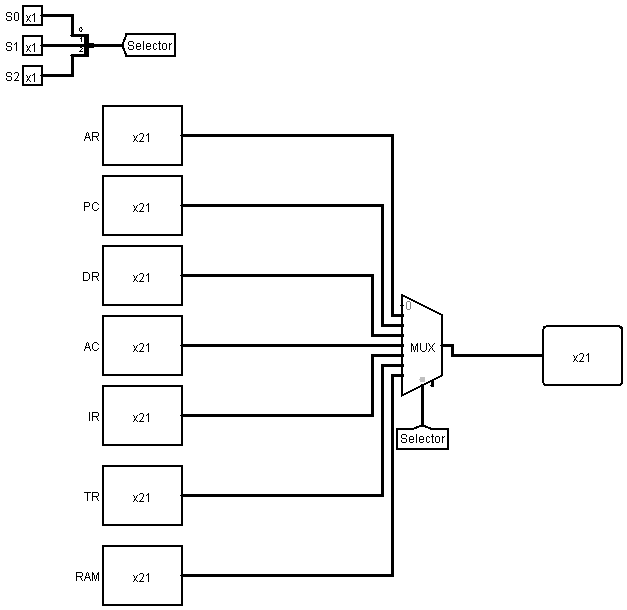 S0 x1
0
S1 x1
1
Selector
2
S2 x1
AR x21
PC x21
DR x21
0
AC x21
MUX
x21
IR x21
Selector
TR x21
RAM x21